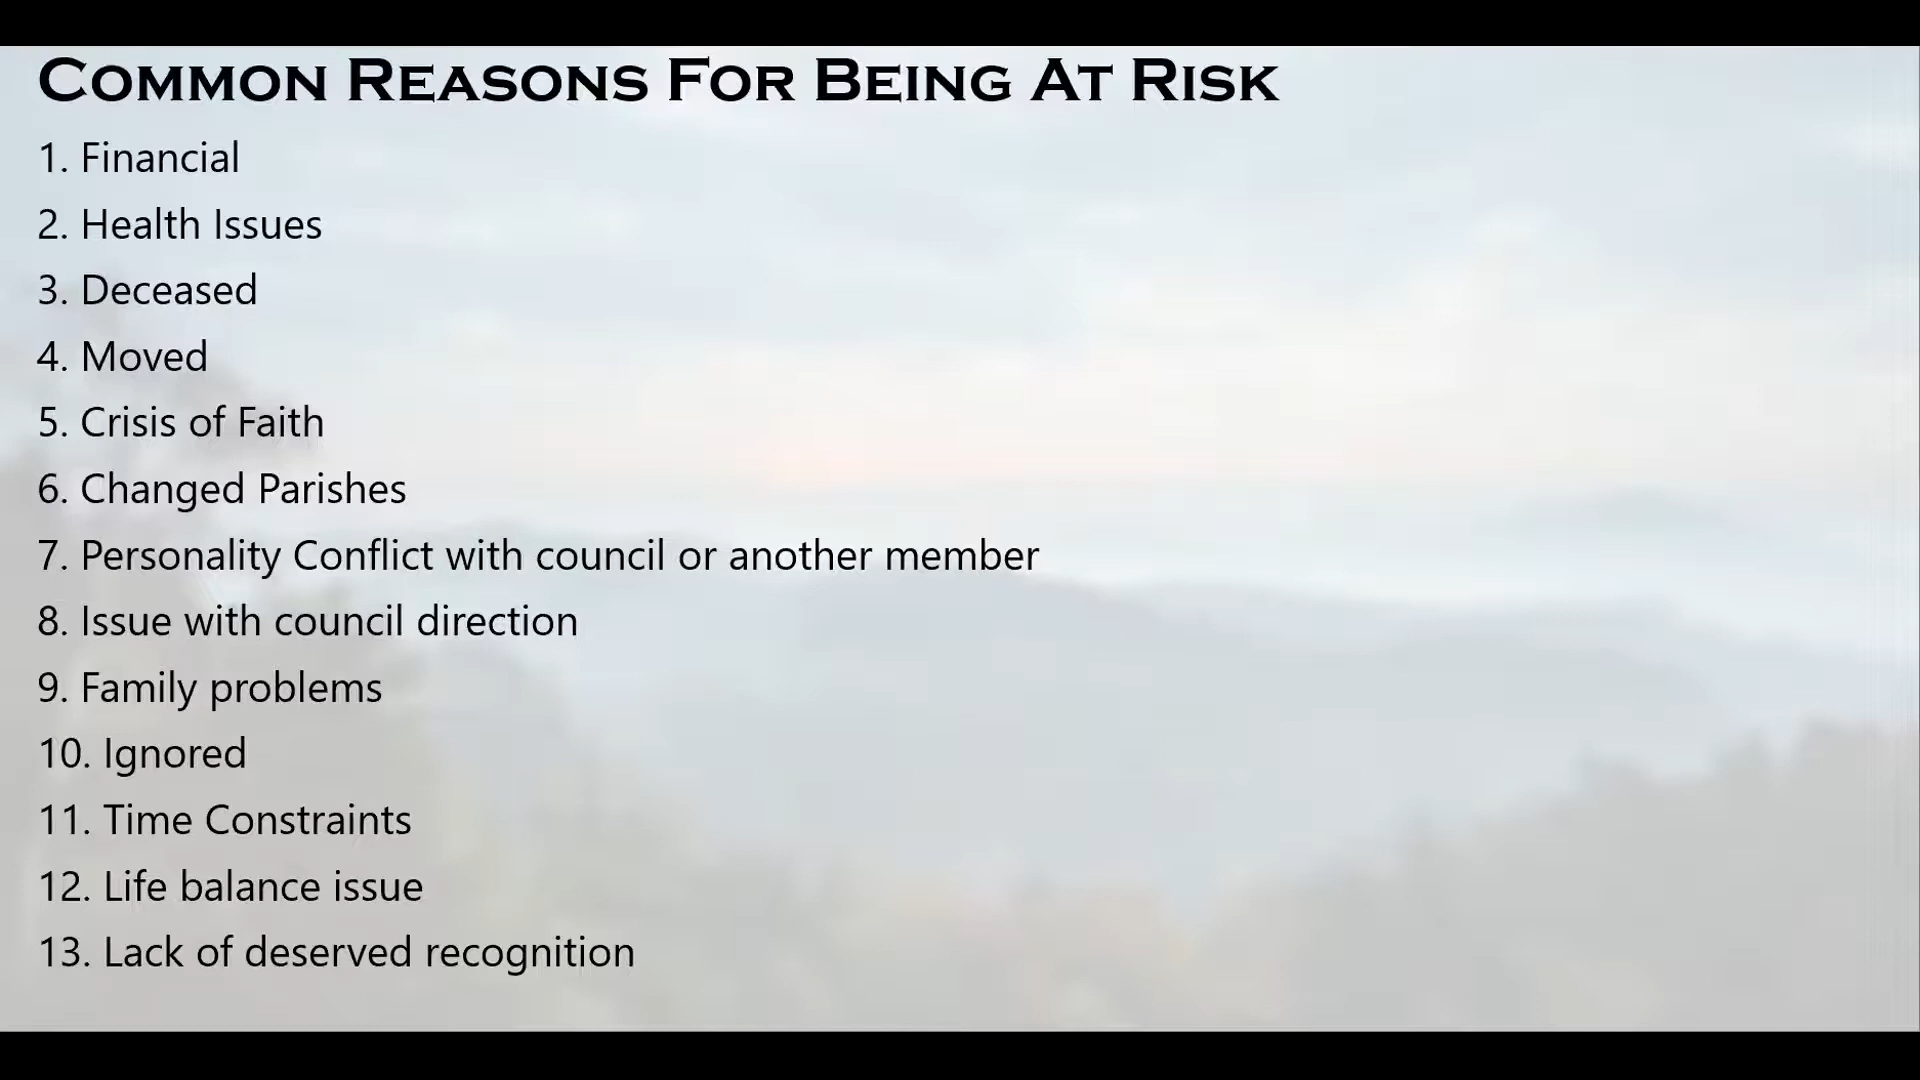 Common Reasons For Being At Risk
1. Financial
2. Health Issues
3. Deceased
4. Moved
5. Crisis of Faith
6. Changed Parishes
7. Personality Conflict with council or another member
8. Issue with council direction
9. Family problems
10. Ignored
11. Time Constraints
12. Life balance issue
13. Lack of deserved recognition